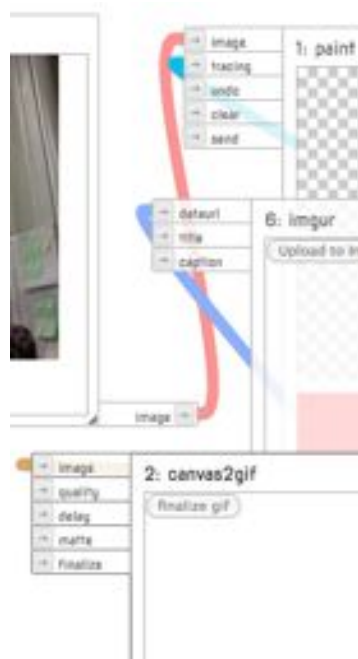 image
1: paint
tracing
undo
clear
send
dataurl
6: imgur
title
Upload to im
caption
image
image
2: canvas2gif
quality
finalize gif
delay
matte
finalize